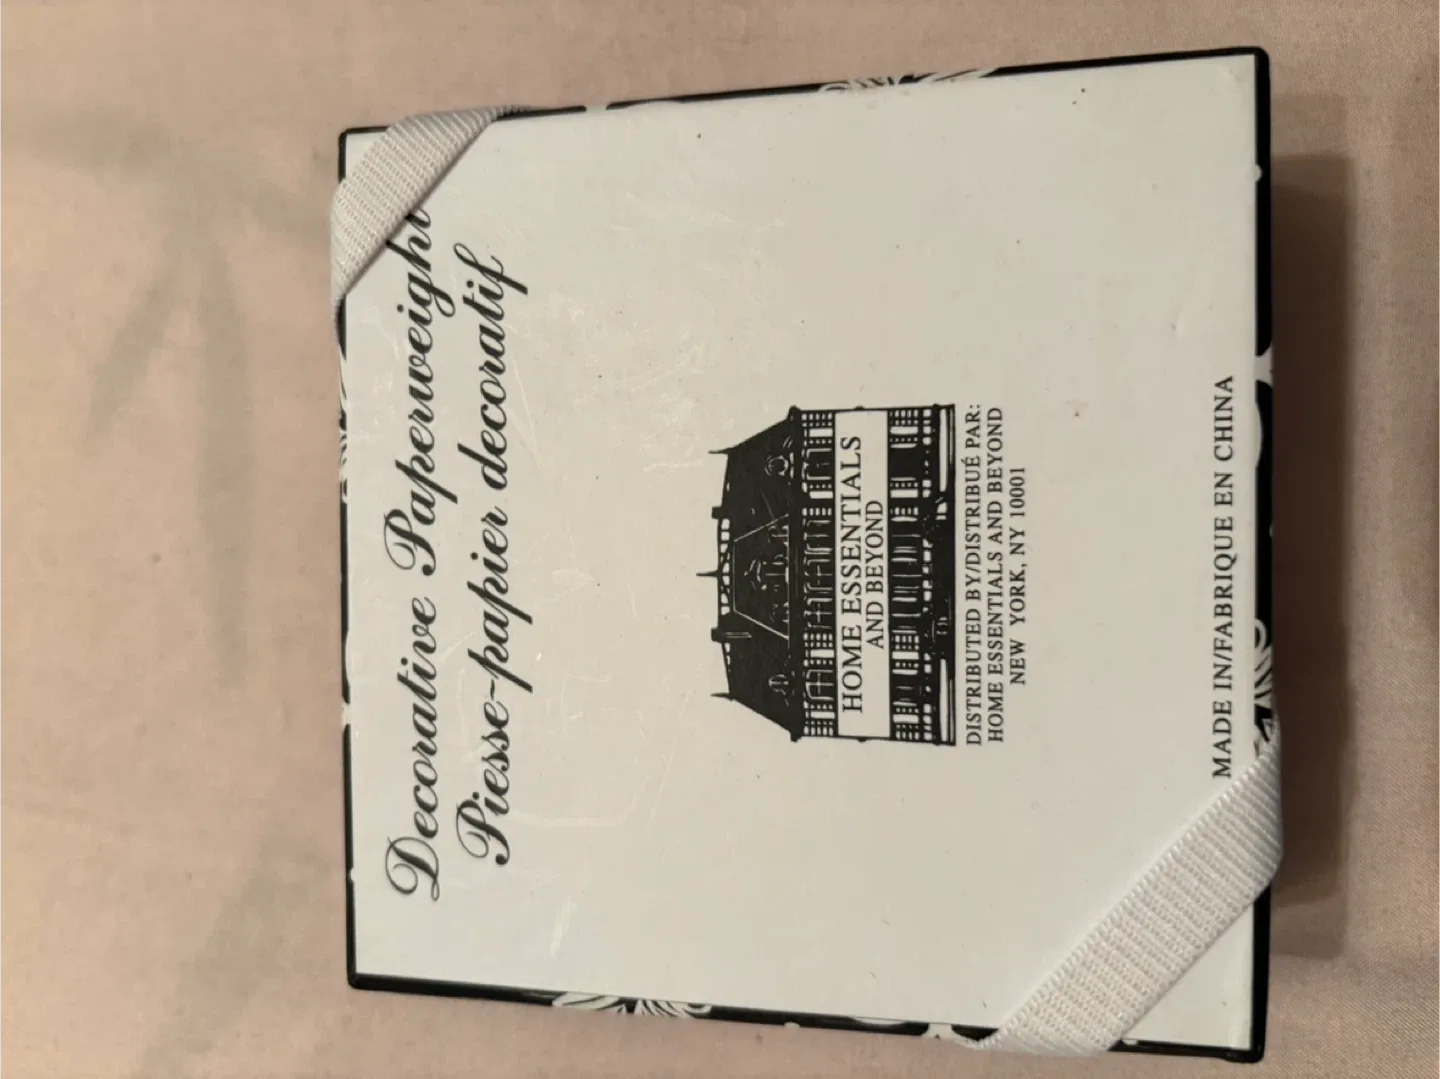 Decorative Paperweight
Piesse-papier decoratif
HOME ESSENTIALS
AND BEYOND
DISTRIBUTED BY/DISTRIBUÉ PAR:
HOME ESSENTIALS AND BEYOND
NEW YORK, NY 10001
MADE IN/FABRIQUE EN CHINA